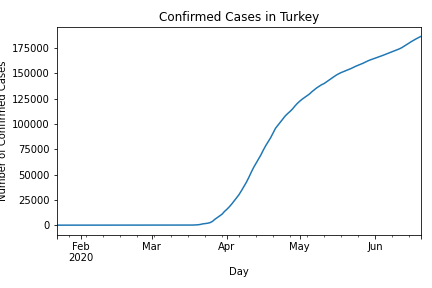 Confirmed Cases in Turkey
Number of Confirmed Cases
175000
150000
125000
100000
75000
50000
25000
0
Feb
2020
Mar
Apr
May
Jun
Day